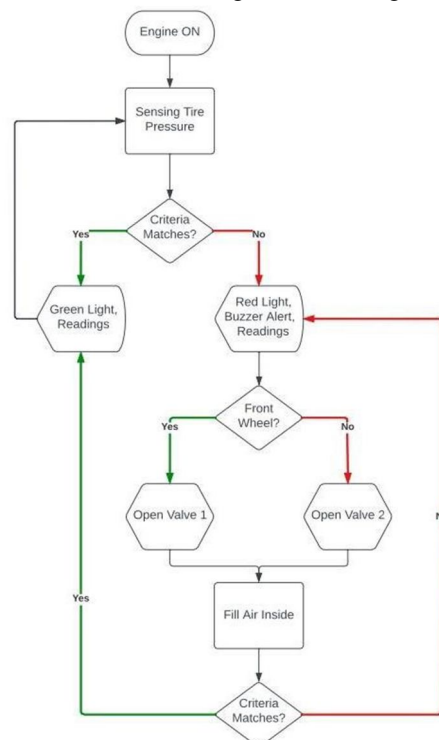 Engine ON
Sensing Tire
Pressure
Criteria
Matches?
Yes
No
Green Light,
Readings
Red Light,
Buzzer Alert,
Readings
Front
Wheel?
Yes
No
Open Valve 1
Open Valve 2
Fill Air Inside
Yes
Criteria
Matches?